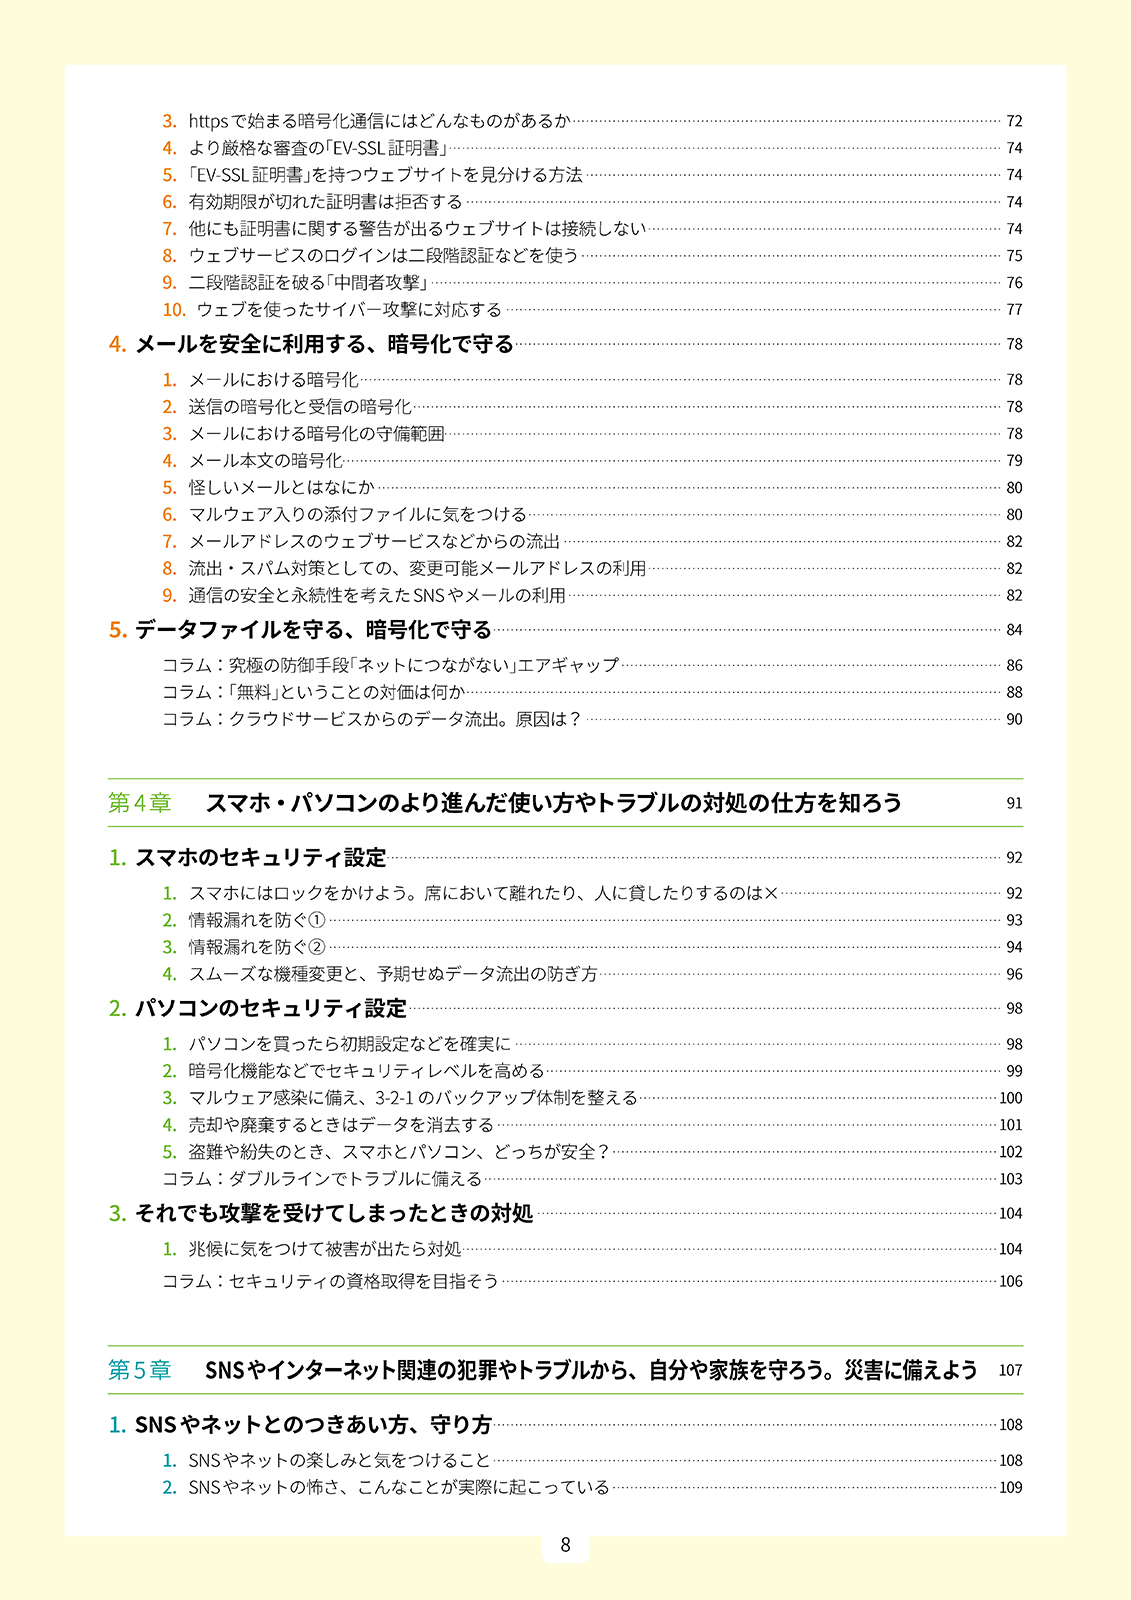 3. httpsで始まる暗号化通信にはどんなものがあるか 72
4. より厳格な審査の「EV-SSL証明書」 74
5. 「EV-SSL証明書」を持つウェブサイトを見分ける方法 74
6. 有効期限が切れた証明書は拒否する 74
7. 他にも証明書に関する警告が出るウェブサイトは接続しない 74
8. ウェブサービスのログインは二段階認証などを使う 75
9. 二段階認証を破る「中間者攻撃」 76
10. ウェブを使ったサイバー攻撃に対応する 77
4. メールを安全に利用する、暗号化で守る 78
1. メールにおける暗号化 78
2. 送信の暗号化と受信の暗号化 78
3. メールにおける暗号化の守備範囲 78
4. メール本文の暗号化 79
5. 怪しいメールとはなにか 80
6. マルウェア入りの添付ファイルに気をつける 80
7. メールアドレスのウェブサービスなどからの流出 82
8. 流出・スパム対策としての、変更可能メールアドレスの利用 82
9. 通信の安全と永続性を考えたSNSやメールの利用 82
5. データファイルを守る、暗号化で守る 84
コラム：究極の防御手段「ネットにつながない」エアギャップ 86
コラム：「無料」ということの対価は何か 88
コラム：クラウドサービスからのデータ流出。原因は？ 90
第4章 スマホ・パソコンのより進んだ使い方やトラブルの対処の仕方を知ろう 91
1. スマホのセキュリティ設定 92
1. スマホにはロックをかけよう。席において離れたり、人に貸したりするのは× 92
2. 情報漏れを防ぐ① 93
3. 情報漏れを防ぐ② 94
4. スムーズな機種変更と、予期せぬデータ流出の防ぎ方 96
2. パソコンのセキュリティ設定 98
1. パソコンを買ったら初期設定などを確実に 98
2. 暗号化機能などでセキュリティレベルを高める 99
3. マルウェア感染に備え、3-2-1のバックアップ体制を整える 100
4. 売却や廃棄するときはデータを消去する 101
5. 盗難や紛失のとき、スマホとパソコン、どっちが安全？ 102
コラム：ダブルラインでトラブルに備える 103
3. それでも攻撃を受けてしまったときの対処 104
1. 兆候に気をつけて被害が出たら対処 104
コラム：セキュリティの資格取得を目指そう 106
第5章 SNSやインターネット関連の犯罪やトラブルから、自分や家族を守ろう。災害に備えよう 107
1. SNSやネットとのつきあい方、守り方 108
1. SNSやネットの楽しみと気をつけること 108
2. SNSやネットの怖さ、こんなことが実際に起こっている 109
8